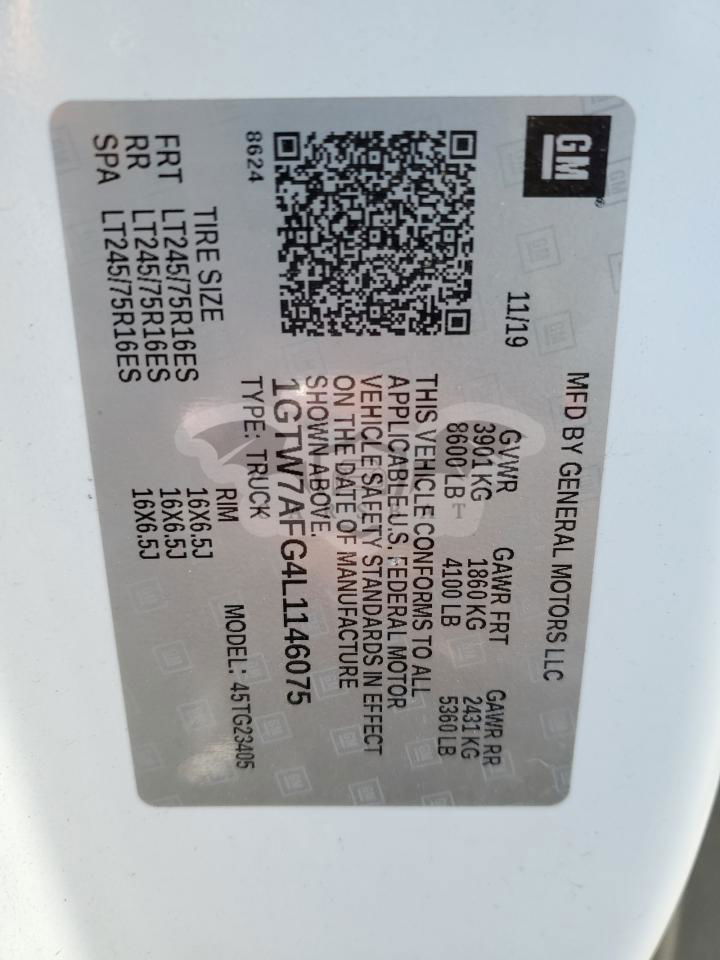 GM
MFD BY GENERAL MOTORS LLC
11/19
GVWR GAWR FRT GAWR RR
3901 KG 1860 KG 2431 KG
8600 LB 4100 LB 5360 LB
THIS VEHICLE CONFORMS TO ALL
APPLICABLE U.S. FEDERAL MOTOR
VEHICLE SAFETY STANDARDS IN EFFECT
ON THE DATE OF MANUFACTURE
SHOWN ABOVE.
1GTW7AFG4L1146075
TYPE: TRUCK MODEL: 45TG23405
8624
TIRE SIZE RIM
FRT LT245/75R16ES 16X6.5J
RR LT245/75R16ES 16X6.5J
SPA LT245/75R16ES 16X6.5J